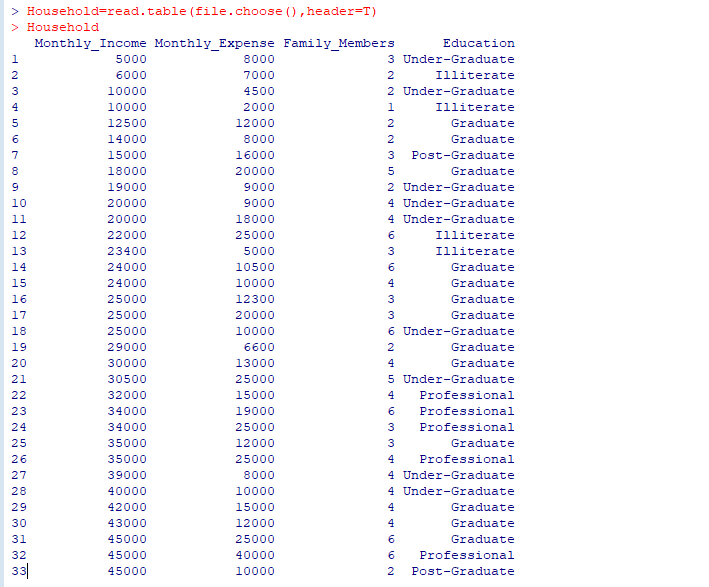 > Household=read.table(file.choose(),header=T)
> Household
Monthly_Income Monthly_Expense Family_Members Education
1 5000 8000 3 Under-Graduate
2 6000 7000 2 Illiterate
3 10000 4500 2 Under-Graduate
4 10000 2000 1 Illiterate
5 12500 12000 2 Graduate
6 14000 8000 2 Graduate
7 15000 16000 3 Post-Graduate
8 18000 20000 5 Graduate
9 19000 9000 2 Under-Graduate
10 20000 9000 4 Under-Graduate
11 20000 18000 4 Under-Graduate
12 22000 25000 6 Illiterate
13 23400 5000 3 Illiterate
14 24000 10500 6 Graduate
15 24000 10000 4 Graduate
16 25000 12300 3 Graduate
17 25000 20000 3 Graduate
18 25000 10000 6 Under-Graduate
19 29000 6600 2 Graduate
20 30000 13000 4 Graduate
21 30500 25000 5 Under-Graduate
22 32000 15000 4 Professional
23 34000 19000 6 Professional
24 34000 25000 3 Professional
25 35000 12000 3 Graduate
26 35000 25000 4 Professional
27 39000 8000 4 Under-Graduate
28 40000 10000 4 Under-Graduate
29 42000 15000 4 Graduate
30 43000 12000 4 Graduate
31 45000 25000 6 Graduate
32 45000 40000 6 Professional
33 45000 10000 2 Post-Graduate